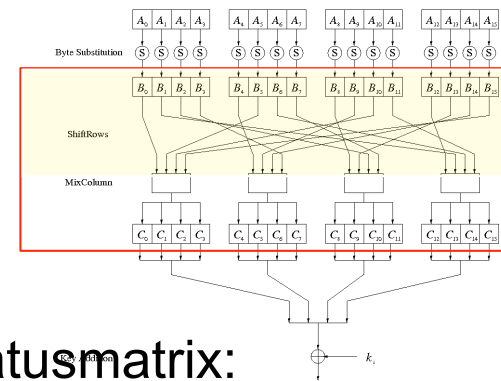 A₀ A₁ A₂ A₃ A₄ A₅ A₆ A₇ A₈ A₉ A₁₀ A₁₁ A₁₂ A₁₃ A₁₄ A₁₅
Byte Substitution S S S S S S S S S S S S S S S S
B₀ B₁ B₂ B₃ B₄ B₅ B₆ B₇ B₈ B₉ B₁₀ B₁₁ B₁₂ B₁₃ B₁₄ B₁₅
ShiftRows
MixColumn
C₀ C₁ C₂ C₃ C₄ C₅ C₆ C₇ C₈ C₉ C₁₀ C₁₁ C₁₂ C₁₃ C₁₄ C₁₅
Key Addition kᵢ
atusmatrix: